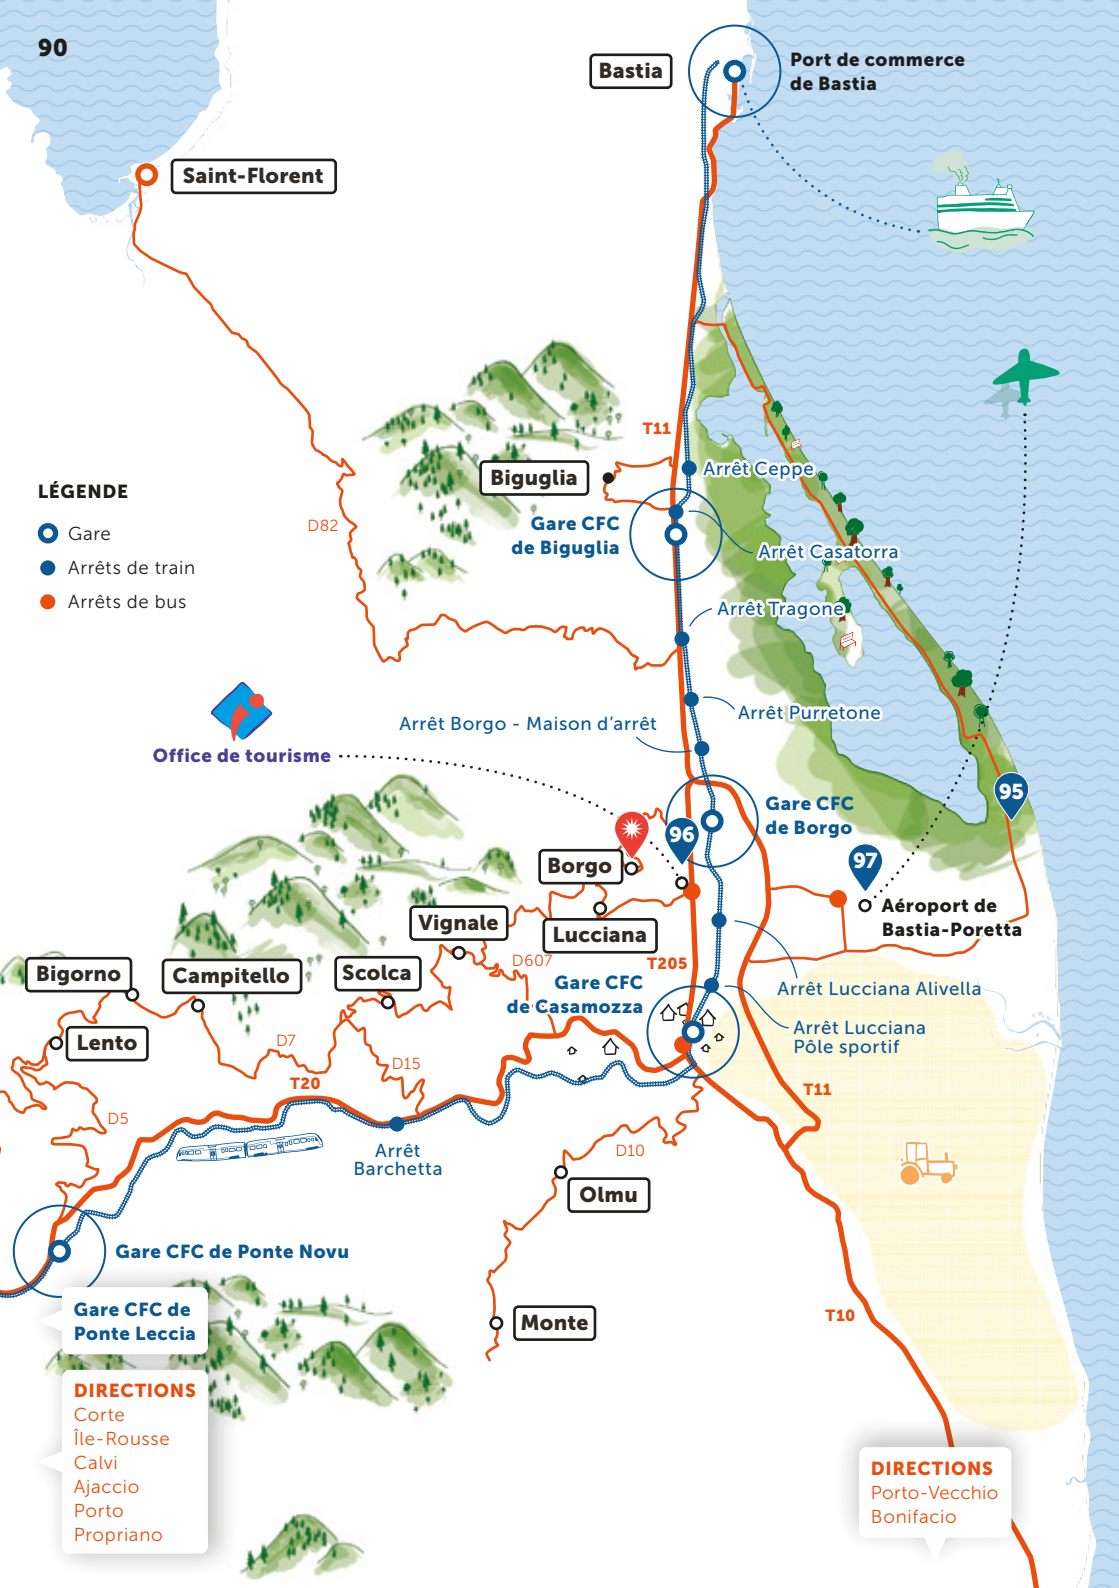 90
Bastia
Port de commerce
de Bastia
Saint-Florent
T11
Biguglia
Arrêt Ceppe
LÉGENDE
Gare
Arrêts de train
Arrêts de bus
D82
Gare CFC
de Biguglia
Arrêt Casatorra
Arrêt Tragone
Arrêt Purretone
Arrêt Borgo - Maison d'arrêt
Office de tourisme
95
Gare CFC
de Borgo
96
97
Borgo
Aéroport de
Bastia-Poretta
Vignale
Lucciana
D607
T205
Bigorno
Campitello
Scolca
Gare CFC
de Casamozza
Arrêt Lucciana Alivella
Arrêt Lucciana
Pôle sportif
Lento
D7
D15
T20
T11
D5
Arrêt
Barchetta
D10
Olmu
Gare CFC de Ponte Novu
Gare CFC de
Ponte Leccia
Monte
T10
DIRECTIONS
Corte
Île-Rousse
Calvi
Ajaccio
Porto
Propriano
DIRECTIONS
Porto-Vecchio
Bonifacio